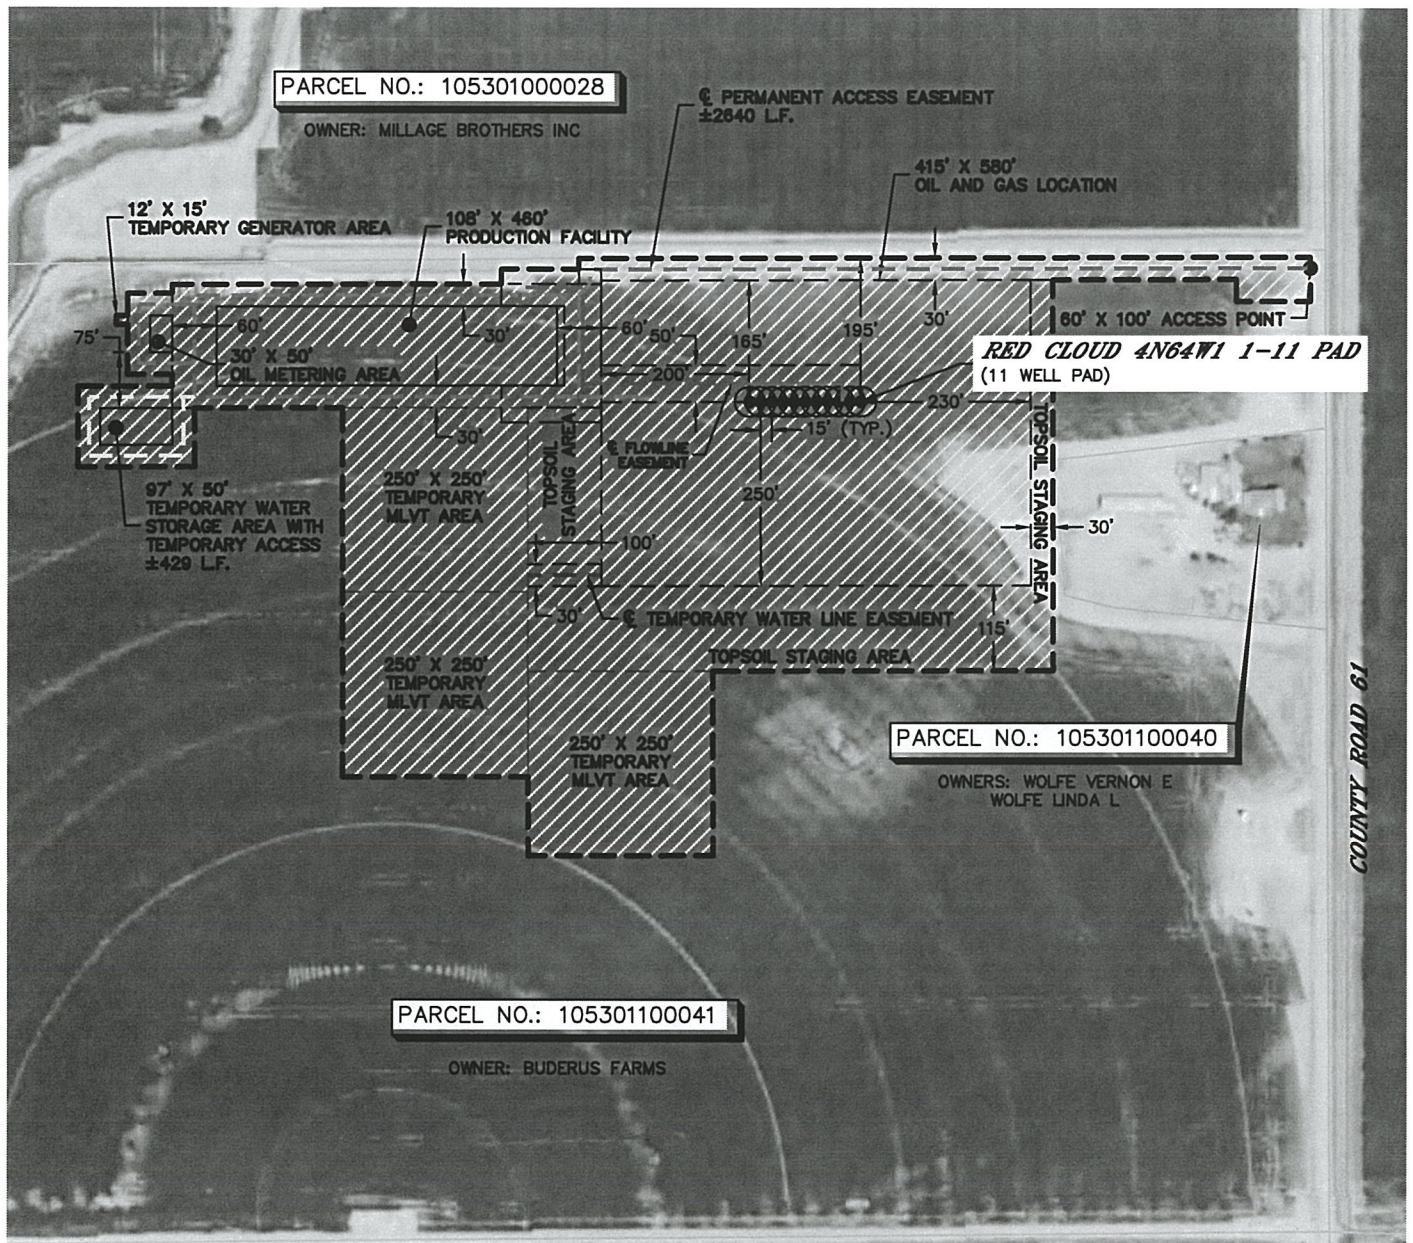 PARCEL NO.: 105301000028
OWNER: MILLAGE BROTHERS INC
℄ PERMANENT ACCESS EASEMENT
±2640 L.F.
415' X 580'
OIL AND GAS LOCATION
12' X 15'
TEMPORARY GENERATOR AREA
108' X 460'
PRODUCTION FACILITY
75'
60'
30'
60'
50'
165'
195'
30'
60' X 100' ACCESS POINT
30' X 50'
OIL METERING AREA
200'
RED CLOUD 4N64W1 1-11 PAD
(11 WELL PAD)
230'
30'
15' (TYP.)
℄ FLOWLINE
EASEMENT
TOPSOIL
STAGING AREA
TOPSOIL STAGING AREA
250' X 250'
TEMPORARY
MLVT AREA
97' X 50'
TEMPORARY WATER
STORAGE AREA WITH
TEMPORARY ACCESS
±429 L.F.
250'
30'
100'
30'
℄ TEMPORARY WATER LINE EASEMENT
115'
TOPSOIL STAGING AREA
250' X 250'
TEMPORARY
MLVT AREA
250' X 250'
TEMPORARY
MLVT AREA
PARCEL NO.: 105301100040
OWNERS: WOLFE VERNON E
WOLFE LINDA L
COUNTY ROAD 61
PARCEL NO.: 105301100041
OWNER: BUDERUS FARMS